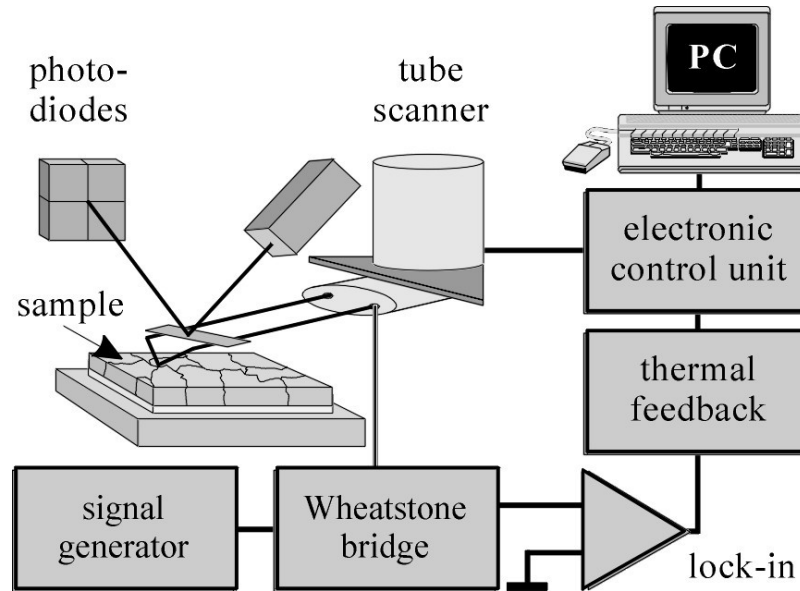 photo-
diodes
tube
scanner
PC
electronic
control unit
sample
thermal
feedback
signal
generator
Wheatstone
bridge
lock-in